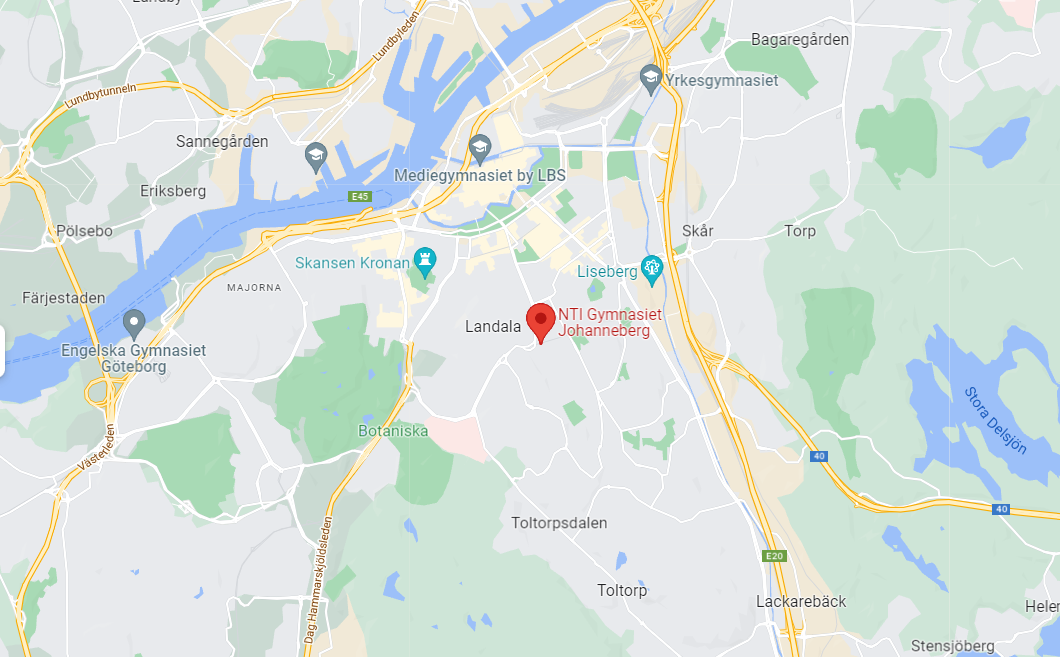 Lundby
Lundbyleden
Bagaregården
Yrkesgymnasiet
Lundbytunneln
Sannegården
Mediegymnasiet by LBS
Eriksberg
E45
Pölsebo
Skår
Torp
Skansen Kronan
Liseberg
MAJORNA
Färjestaden
NTI Gymnasiet
Johanneberg
Landala
Engelska Gymnasiet
Göteborg
Stora Delsjön
Botaniska
Västerleden
40
40
Toltorpsdalen
E20
Dag Hammarskjöldsleden
Toltorp
Lackarebäck
Helen
Stensjöberg